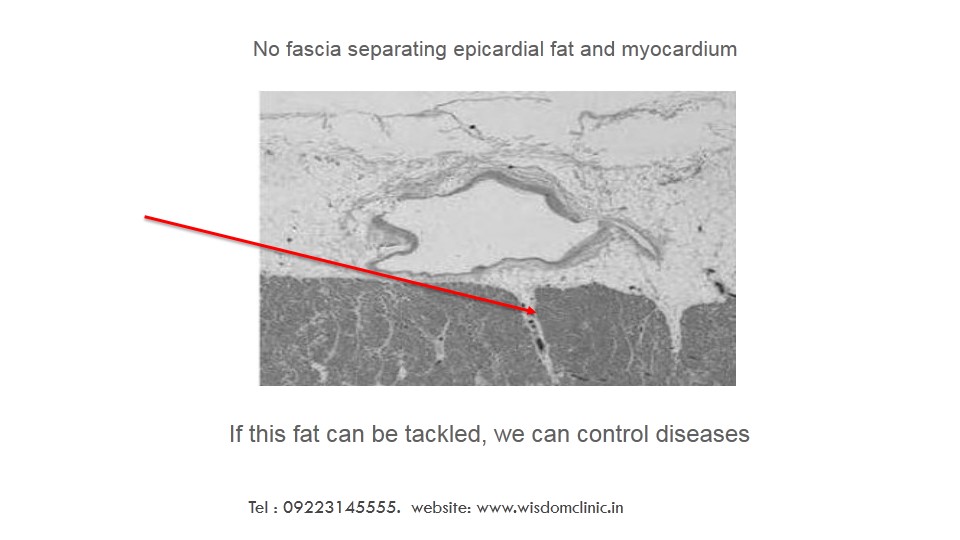 No fascia separating epicardial fat and myocardium
If this fat can be tackled, we can control diseases
Tel : 09223145555. website: www.wisdomclinic.in